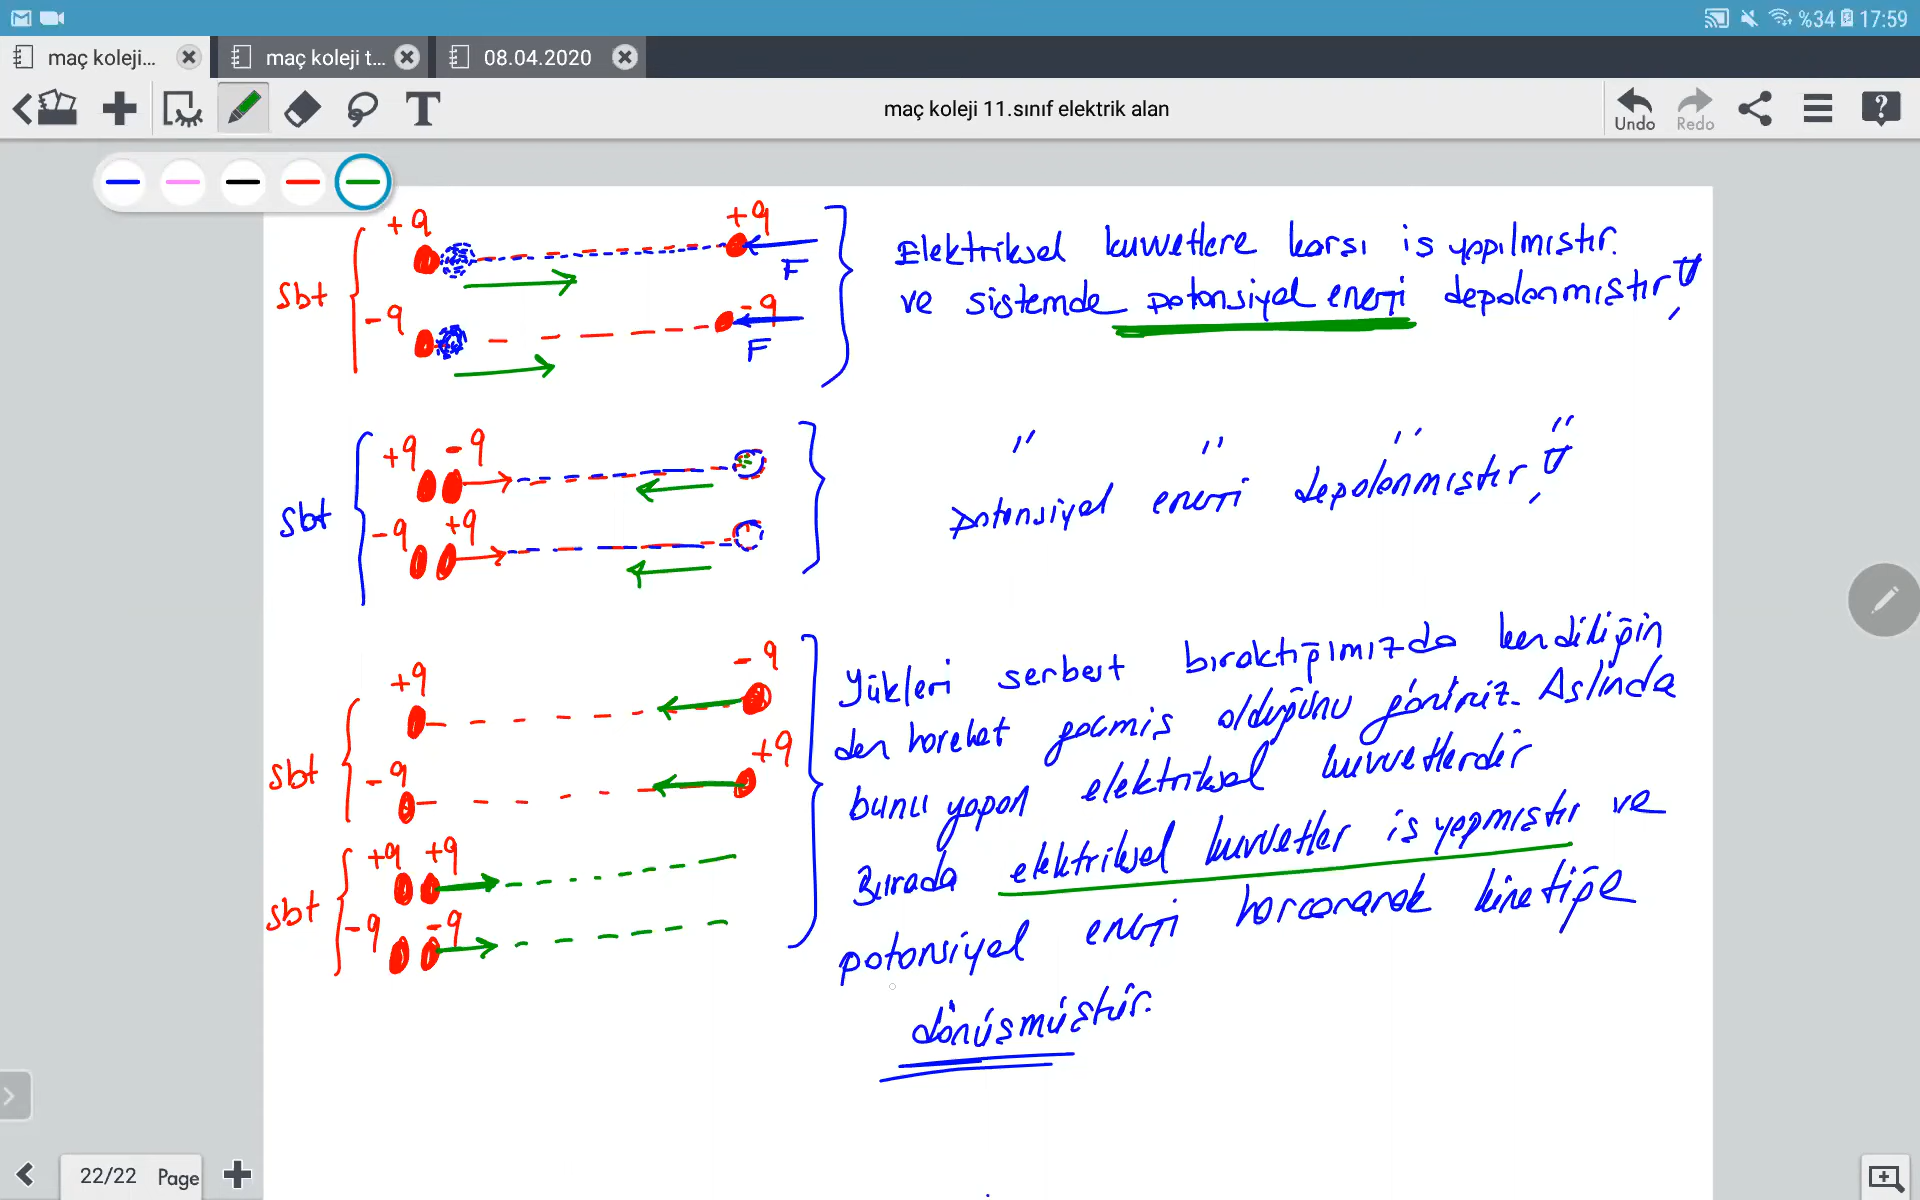 %34 17:59
maç koleji...
maç koleji t...
08.04.2020
maç koleji 11.sınıf elektrik alan
Undo
Redo
+q +q
F
Sbt
-q -q
F
Elektriksel kuvvetlere karşı iş yapılmıştır.
ve sistemde potansiyel enerji depolanmıştır
+q -q
Sbt
-q +q
" " " "
potansiyel enerji depolanmıştır
+q -q
Sbt
-q +q
+q +q
Sbt
-q -q
Yükleri serbest bıraktığımızda kendiliğin
den hareket geçmiş olduğunu görürüz. Aslında
bunu yapan elektriksel kuvvetlerdir
Burada elektriksel kuvvetler iş yapmıştır ve
potansiyel enerji harcanarak kinetiğe
dönüşmüştür.
22/22 Page